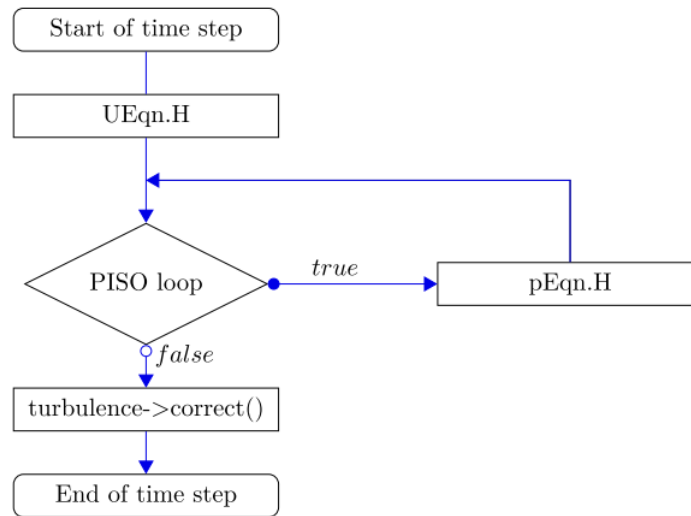 Start of time step
UEqn.H
PISO loop
true
pEqn.H
false
turbulence->correct()
End of time step